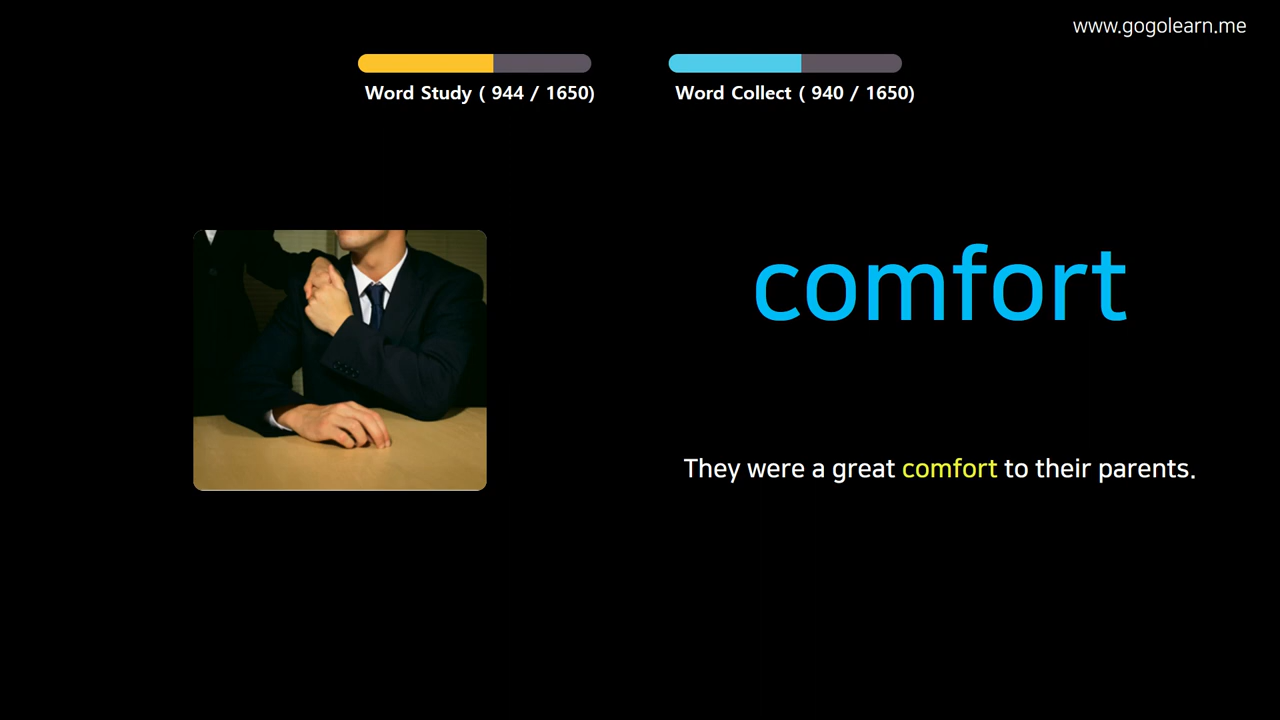 www.gogolearn.me
Word Study ( 944 / 1650)
Word Collect ( 940 / 1650)
comfort
They were a great comfort to their parents.